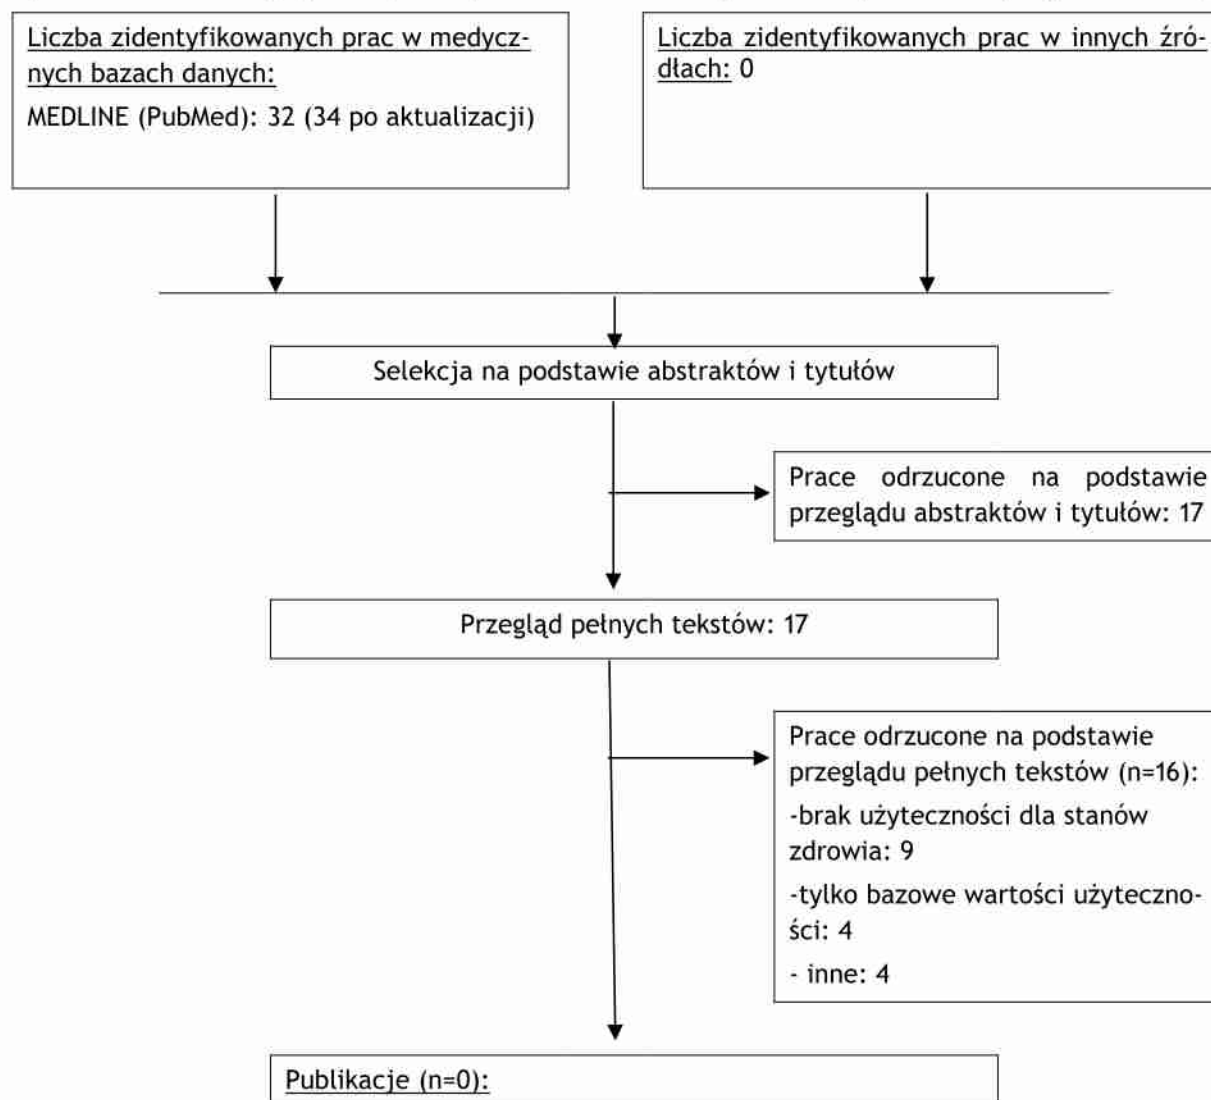 Liczba zidentyfikowanych prac w medycz-
nych bazach danych:
MEDLINE (PubMed): 32 (34 po aktualizacji)
Liczba zidentyfikowanych prac w innych źró-
dłach: 0
Selekcja na podstawie abstraktów i tytułów
Prace odrzucone na podstawie
przeglądu abstraktów i tytułów: 17
Przegląd pełnych tekstów: 17
Prace odrzucone na podstawie
przeglądu pełnych tekstów (n=16):
-brak użyteczności dla stanów
zdrowia: 9
-tylko bazowe wartości użyteczno-
ści: 4
- inne: 4
Publikacje (n=0):